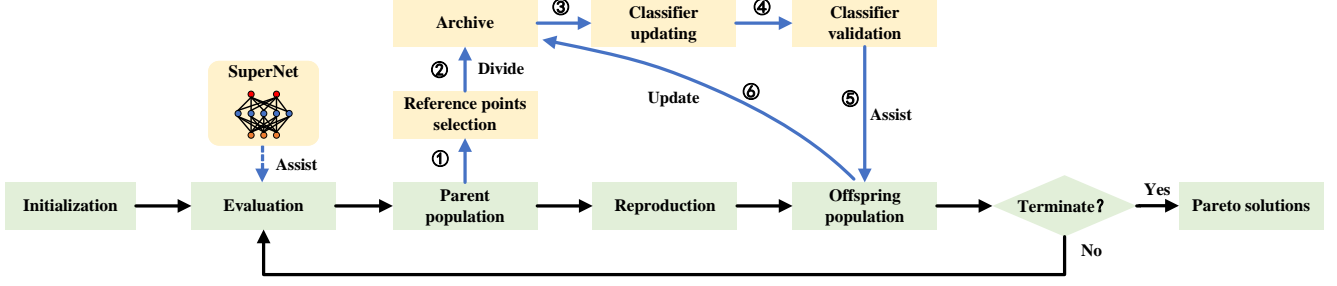 ③
④
Archive
Classifier
updating
Classifier
validation
②
Divide
SuperNet
Update
⑥
⑤
Assist
Reference points
selection
①
Assist
Initialization
Evaluation
Parent
population
Reproduction
Offspring
population
Terminate？
Yes
Pareto solutions
No